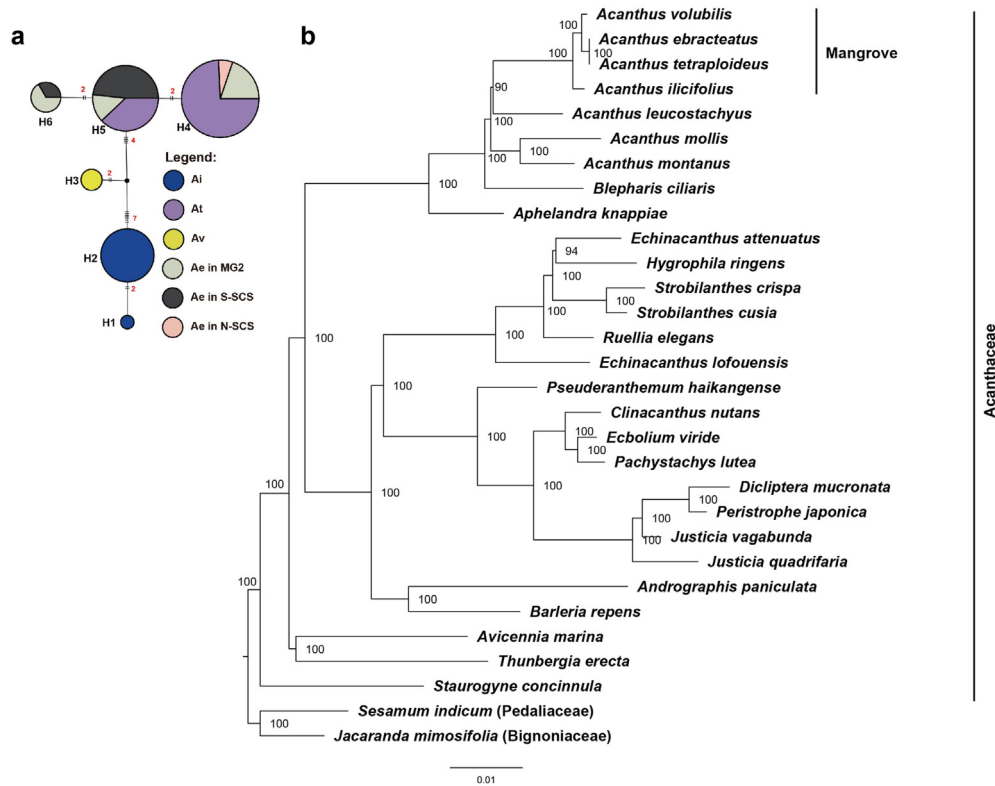 a
2
2
H6
H5
H4
4
Legend:
H3
2
Ai
At
7
Av
H2
Ae in MG2
2
Ae in S-SCS
H1
Ae in N-SCS
b
Acanthus volubilis
100
Acanthus ebracteatus
100
100
Acanthus tetraploideus
Mangrove
Acanthus ilicifolius
90
Acanthus leucostachyus
100
Acanthus mollis
100
100
Acanthus montanus
100
Blepharis ciliaris
Aphelandra knappiae
Echinacanthus attenuatus
94
Hygrophila ringens
100
Strobilanthes crispa
100
Strobilanthes cusia
100
100
Ruellia elegans
Echinacanthus lofouensis
100
Pseuderanthemum haikangense
100
Clinacanthus nutans
100
Ecbolium viride
100
100
Pachystachys lutea
100
Dicliptera mucronata
100
100
Peristrophe japonica
100
100
Justicia vagabunda
100
Justicia quadrifaria
Andrographis paniculata
100
Barleria repens
100
Avicennia marina
100
Thunbergia erecta
Staurogyne concinnula
Sesamum indicum (Pedaliaceae)
100
Jacaranda mimosifolia (Bignoniaceae)
Acanthaceae
0.01